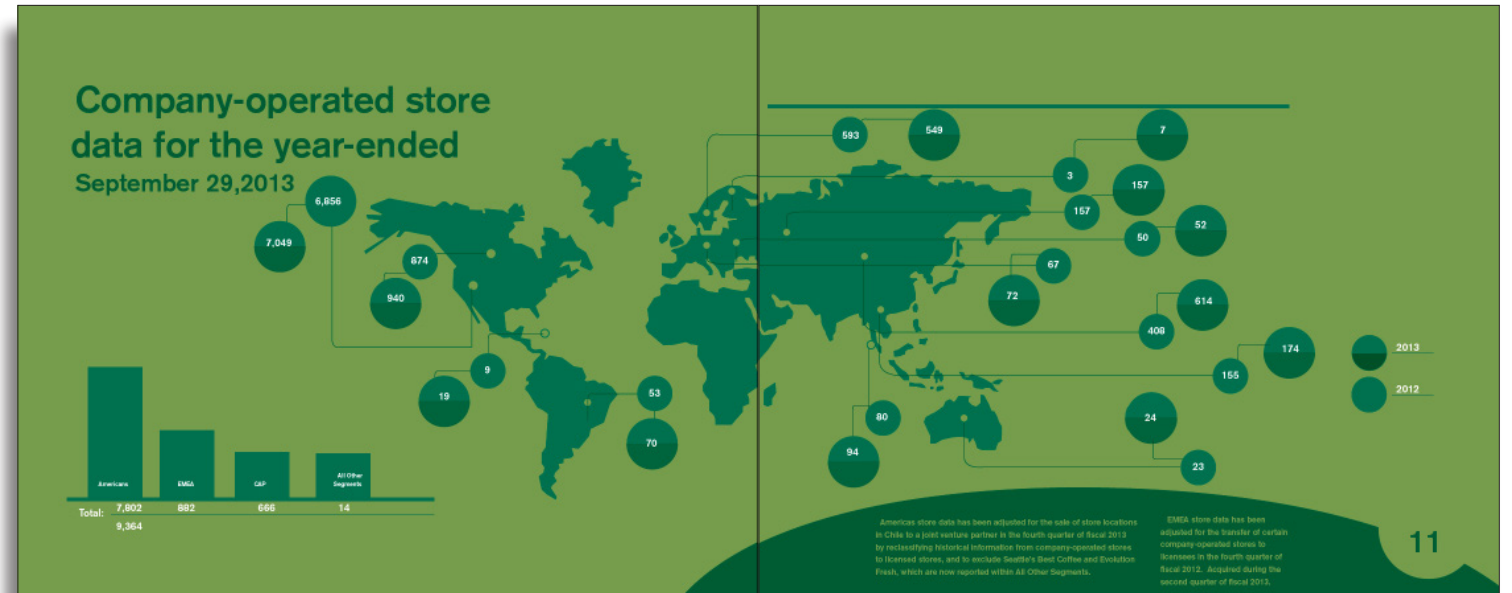 Company-operated store
data for the year-ended
September 29,2013
6,856
7,049
874
940
9
19
53
70
593
549
7
3
157
157
52
50
67
72
614
408
174
155
80
94
24
23
2013
2012
Americans
EMEA
CAP
All Other
Segments
Total: 7,802 882 666 14
9,364
Americas store data has been adjusted for the sale of store locations
in Chile to a joint venture partner in the fourth quarter of fiscal 2013
by reclassifying historical information from company-operated stores
to licensed stores, and to exclude Seattle's Best Coffee and Evolution
Fresh, which are now reported within All Other Segments.
EMEA store data has been
adjusted for the transfer of certain
company-operated stores to
licensees in the fourth quarter of
fiscal 2012. Acquired during the
second quarter of fiscal 2013.
11